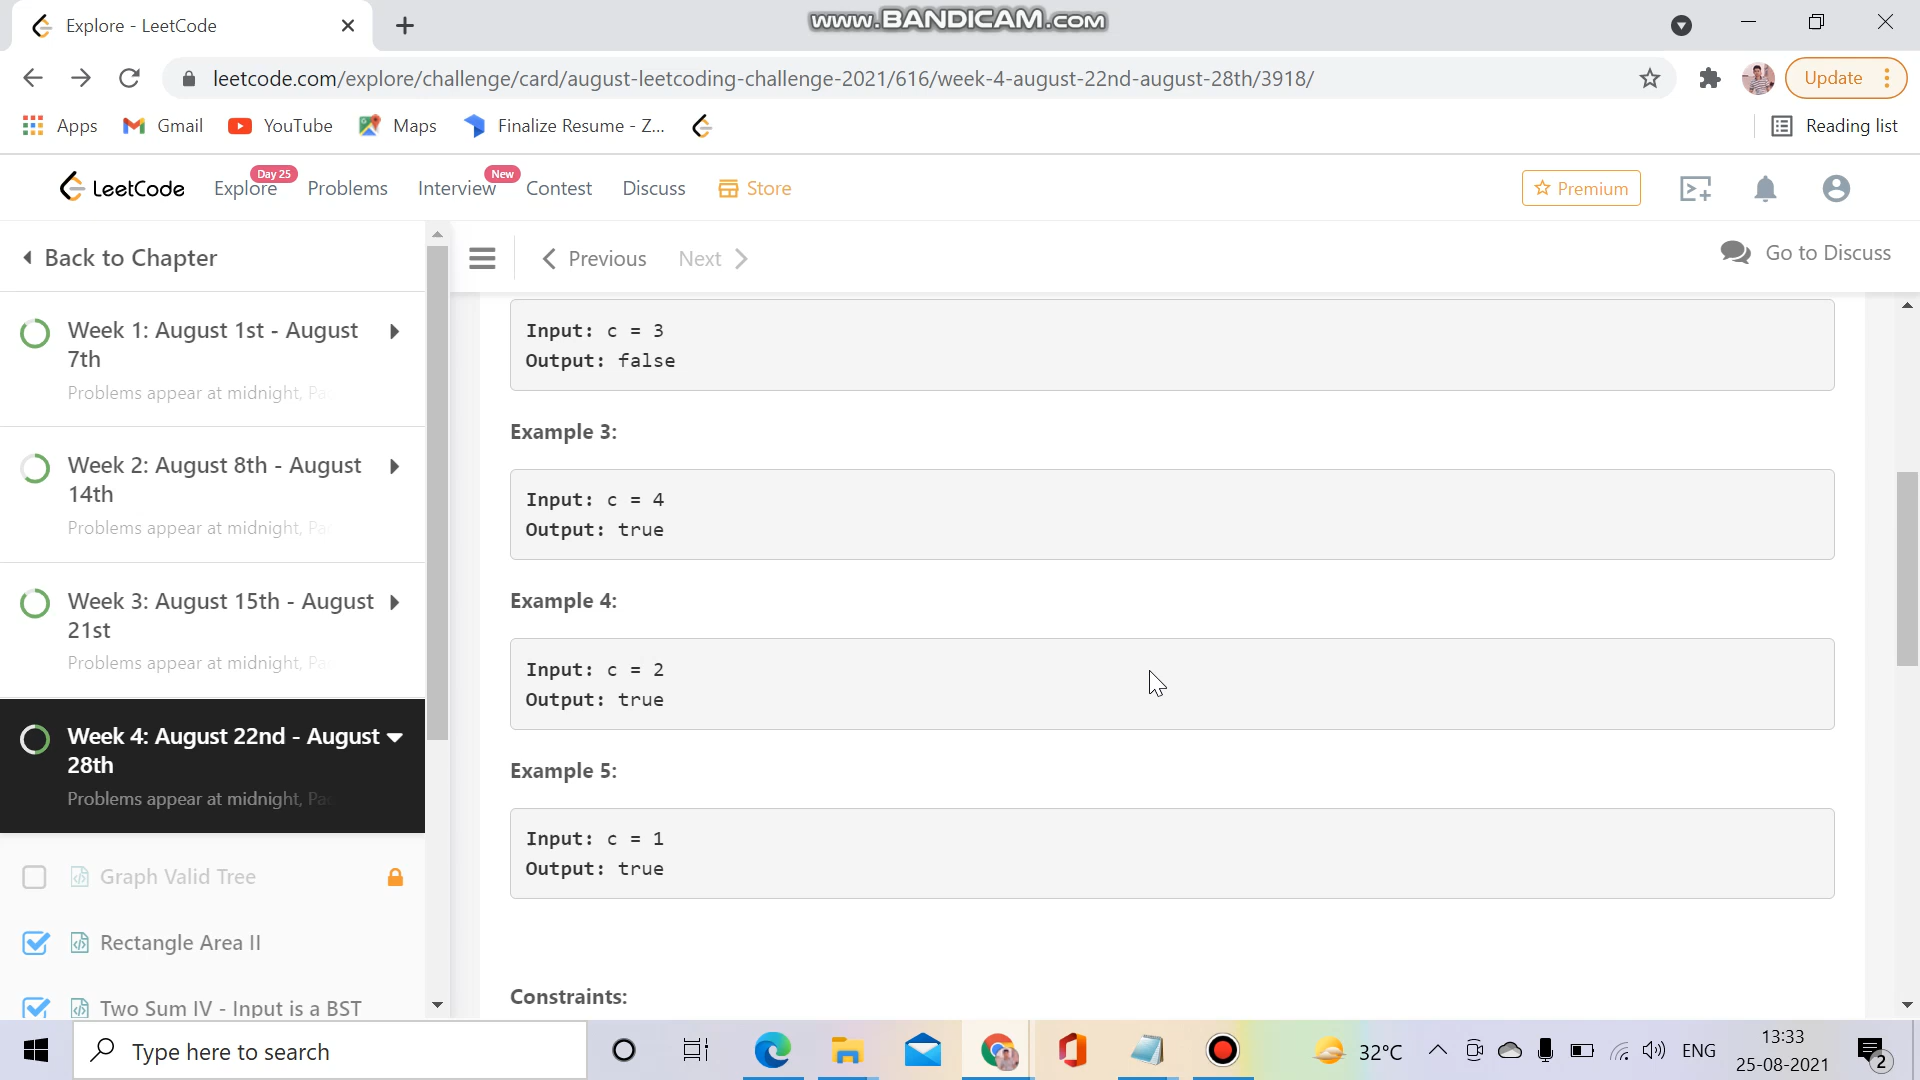 Explore - LeetCode
www.BANDICAM.COM
leetcode.com/explore/challenge/card/august-leetcoding-challenge-2021/616/week-4-august-22nd-august-28th/3918/
Update
Apps
Gmail
YouTube
Maps
Finalize Resume - Z...
Reading list
LeetCode
Explore
Day 25
Problems
Interview
New
Contest
Discuss
Store
Premium
Back to Chapter
Previous
Next
Go to Discuss
Week 1: August 1st - August
7th
Problems appear at midnight, Pa
Week 2: August 8th - August
14th
Problems appear at midnight, Pa
Week 3: August 15th - August
21st
Problems appear at midnight, Pa
Week 4: August 22nd - August
28th
Problems appear at midnight, Pa
Graph Valid Tree
Rectangle Area II
Two Sum IV - Input is a BST
Input: c = 3
Output: false
Example 3:
Input: c = 4
Output: true
Example 4:
Input: c = 2
Output: true
Example 5:
Input: c = 1
Output: true
Constraints:
Type here to search
32°C
ENG
13:33
25-08-2021
2